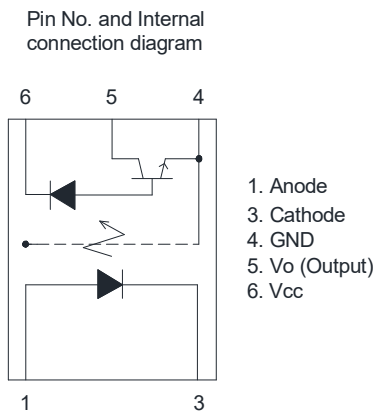 Pin No. and Internal
connection diagram
6 5 4
1. Anode
3. Cathode
4. GND
5. Vo (Output)
6. Vcc
1 3